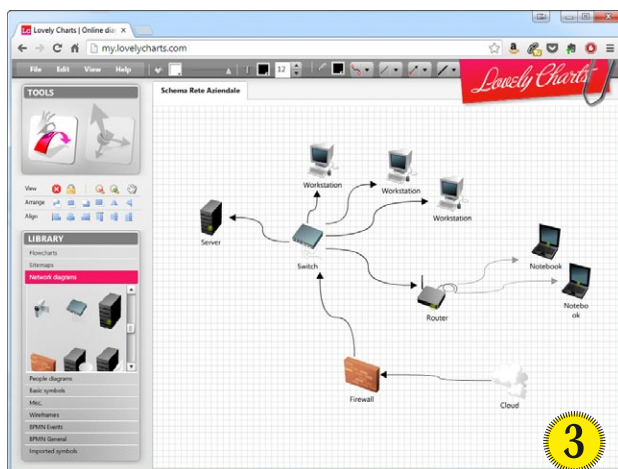 Lc Lovely Charts | Online dia
my.lovelycharts.com
File Edit View Help
12
Lovely Charts
TOOLS
Schema Rete Aziendale
View
Arrange
Align
LIBRARY
Flowcharts
Sitemaps
Network diagrams
People diagrams
Basic symbols
Misc.
Wireframes
BPMN Events
BPMN General
Imported symbols
Workstation
Workstation
Workstation
Server
Switch
Notebook
Notebo
ok
Router
Firewall
Cloud
3